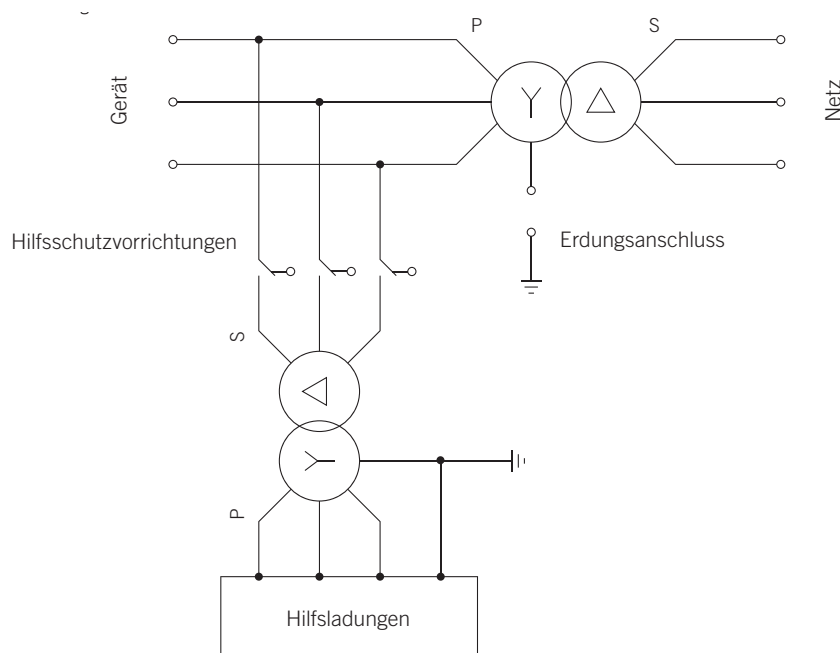 P
S
Gerät
Netz
Hilfsschutzvorrichtungen
Erdungsanschluss
S
P
Hilfsladungen